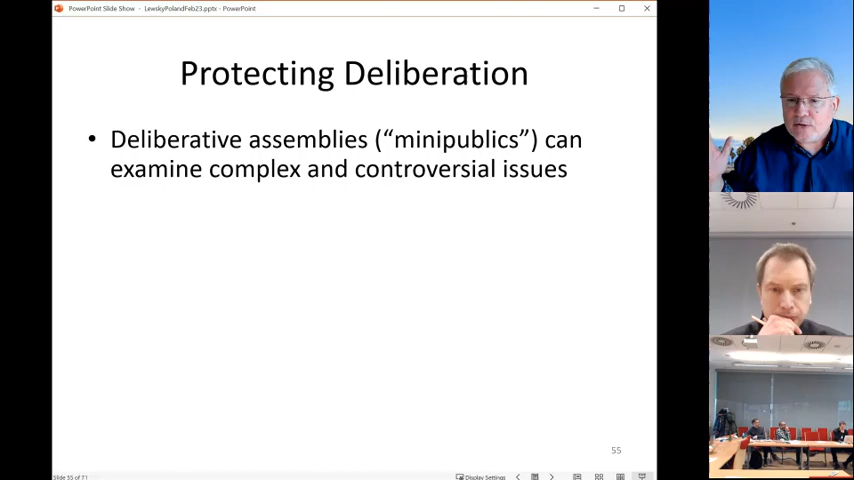 PowerPoint Slide Show - LewskyPolandFeb23.pptx - PowerPoint
Protecting Deliberation
• Deliberative assemblies (“minipublics”) can
examine complex and controversial issues
55
Slide 55 of 71
Display Settings